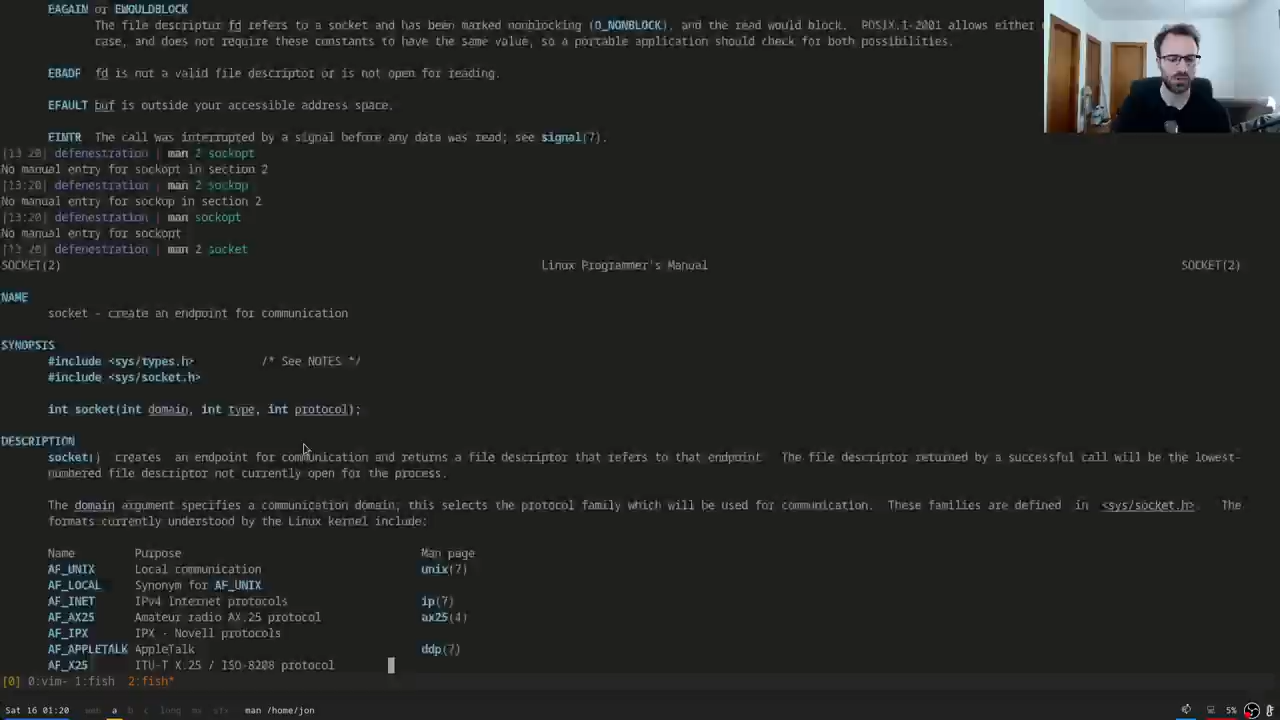 EAGAIN or EWOULDBLOCK
The file descriptor fd refers to a socket and has been marked nonblocking (O_NONBLOCK), and the read would block. POSIX.1-2001 allows either
case, and does not require these constants to have the same value, so a portable application should check for both possibilities.
EBADF fd is not a valid file descriptor or is not open for reading.
EFAULT buf is outside your accessible address space.
EINTR The call was interrupted by a signal before any data was read; see signal(7).
[13:20] defenestration | man 2 sockopt
No manual entry for sockopt in section 2
[13:20] defenestration | man 2 sockop
No manual entry for sockop in section 2
[13:20] defenestration | man sockopt
No manual entry for sockopt
[13:20] defenestration | man 2 socket
SOCKET(2) Linux Programmer's Manual SOCKET(2)
NAME
socket - create an endpoint for communication
SYNOPSIS
#include <sys/types.h> /* See NOTES */
#include <sys/socket.h>
int socket(int domain, int type, int protocol);
DESCRIPTION
socket() creates an endpoint for communication and returns a file descriptor that refers to that endpoint. The file descriptor returned by a successful call will be the lowest-
numbered file descriptor not currently open for the process.
The domain argument specifies a communication domain; this selects the protocol family which will be used for communication. These families are defined in <sys/socket.h>. The
formats currently understood by the Linux kernel include:
Name Purpose Man page
AF_UNIX Local communication unix(7)
AF_LOCAL Synonym for AF_UNIX
AF_INET IPv4 Internet protocols ip(7)
AF_AX25 Amateur radio AX.25 protocol ax25(4)
AF_IPX IPX - Novell protocols
AF_APPLETALK AppleTalk ddp(7)
AF_X25 ITU-T X.25 / ISO-8208 protocol
[0] 0:vim- 1:fish 2:fish*
Sat 16 01:20 a b c man /home/jon 5%